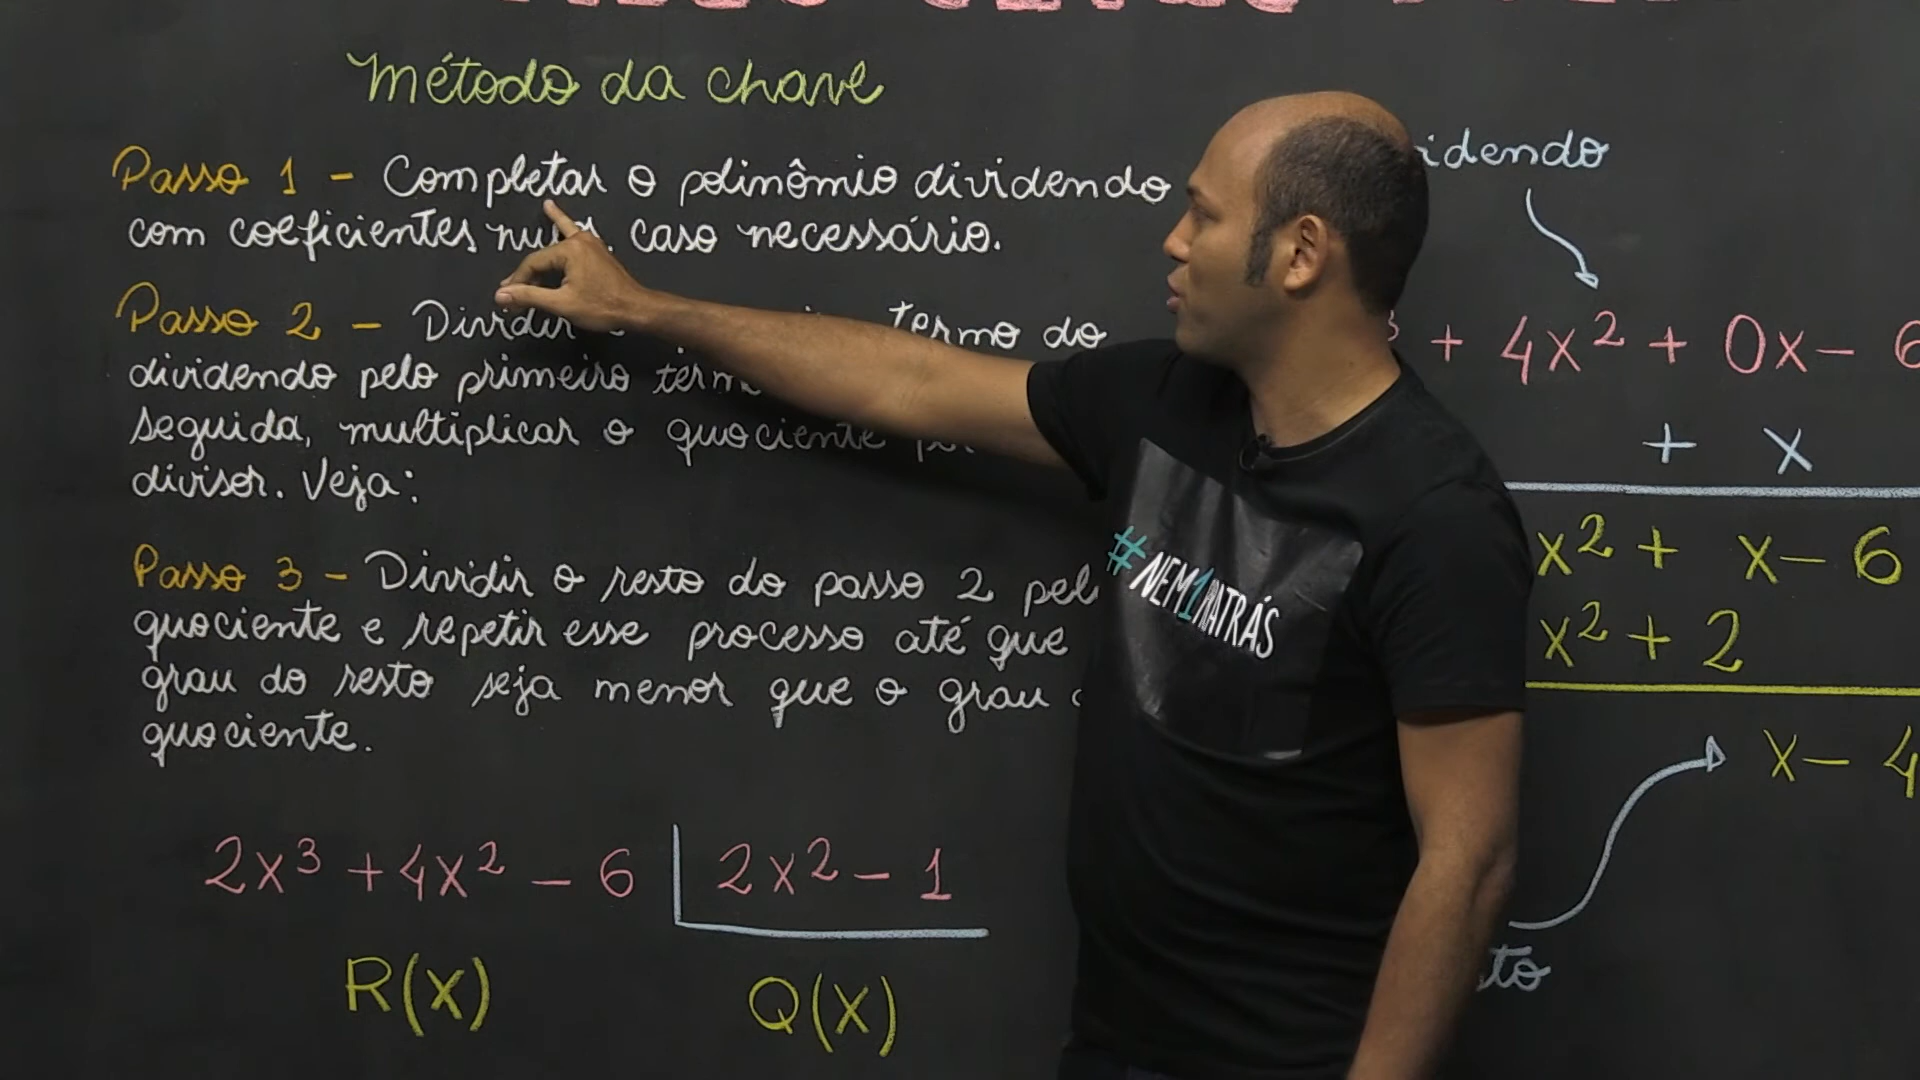 Método da chave
Passo 1 - Completar o polinômio dividendo
com coeficientes caso necessário.
Passo 2 - Dividir termo do
dividendo pelo primeiro
seguida, multiplicar o quociente
divisor. Veja:
Passo 3 - Dividir o resto do passo 2
quociente e repetir esse processo até que
grau do resto seja menor que o grau
quociente.
2x³ + 4x² - 6 | 2x² - 1
R(x) Q(x)
+ 4x² + 0x - 6
+ x
x² + x - 6
x² + 2
x - 4
#NEM1PRATRÁS